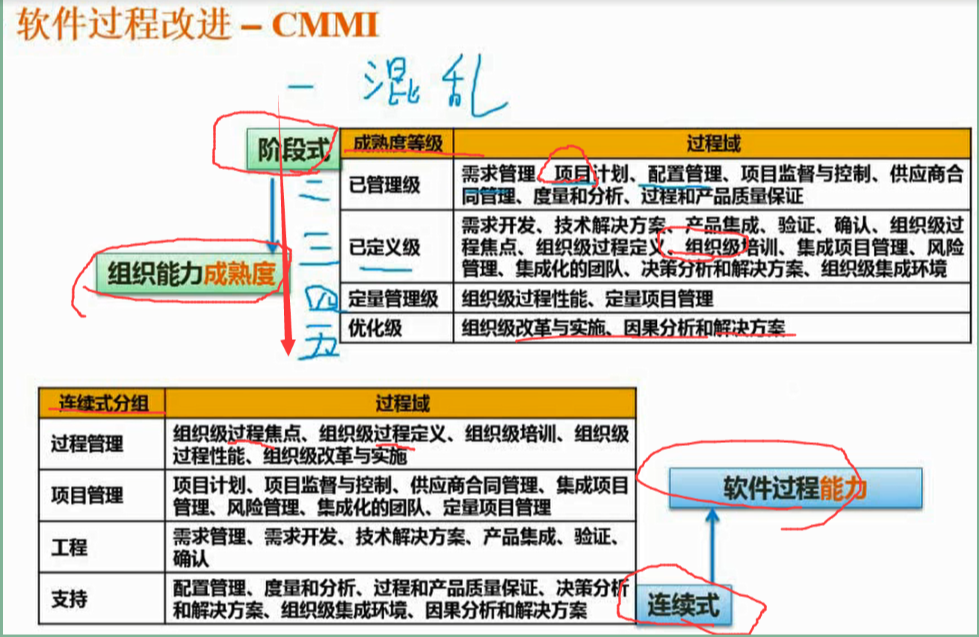 软件过程改进 – CMMI
一 混乱
阶段式
成熟度等级 过程域
二
已管理级
需求管理、项目计划、配置管理、项目监督与控制、供应商合
同管理、度量和分析、过程和产品质量保证
三
已定义级
需求开发、技术解决方案、产品集成、验证、确认、组织级过
程焦点、组织级过程定义、组织级培训、集成项目管理、风险
管理、集成化的团队、决策分析和解决方案、组织级集成环境
组织能力成熟度
四
定量管理级 组织级过程性能、定量项目管理
五
优化级 组织级改革与实施、因果分析和解决方案
连续式分组 过程域
过程管理
组织级过程焦点、组织级过程定义、组织级培训、组织级
过程性能、组织级改革与实施
项目管理
项目计划、项目监督与控制、供应商合同管理、集成项目
管理、风险管理、集成化的团队、定量项目管理
工程
需求管理、需求开发、技术解决方案、产品集成、验证、
确认
支持
配置管理、度量和分析、过程和产品质量保证、决策分析
和解决方案、组织级集成环境、因果分析和解决方案
软件过程能力
连续式